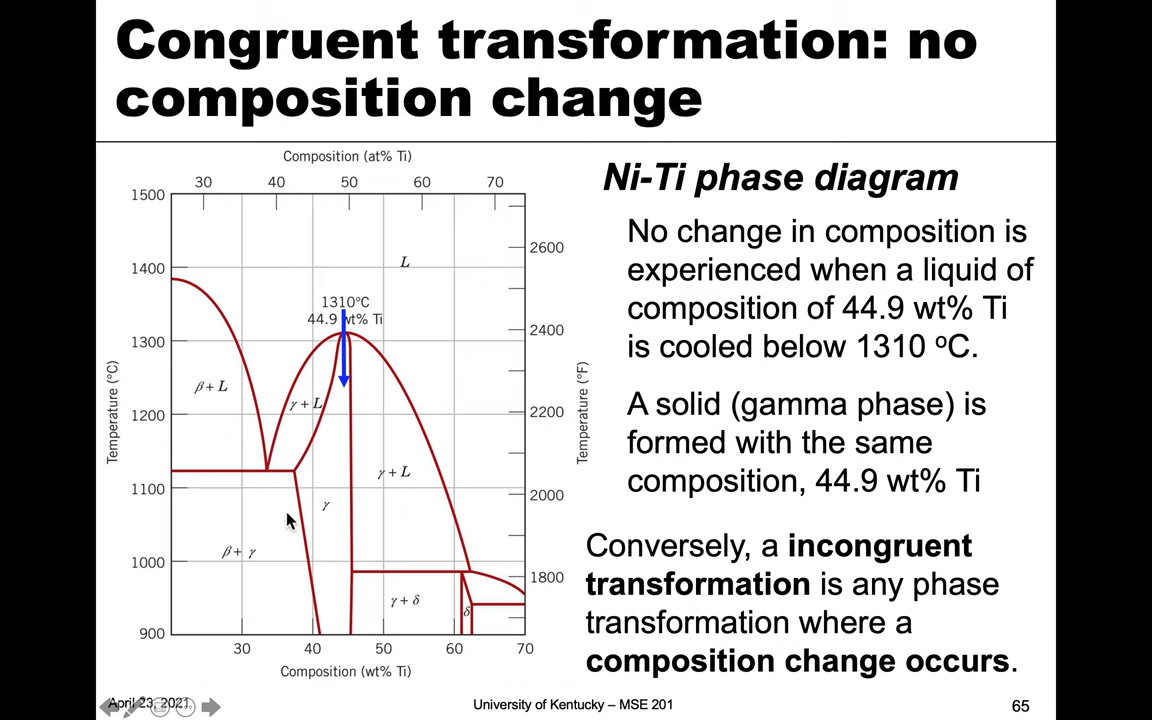 Congruent transformation: no
composition change
Composition (at% Ti)
30 40 50 60 70
1500
1400
1300
1200
1100
1000
900
Temperature (°C)
2600
2400
2200
2000
1800
Temperature (°F)
L
1310°C
44.9 wt% Ti
β + L
γ + L
γ + L
γ
β + γ
γ + δ
δ
30 40 50 60 70
Composition (wt% Ti)
Ni-Ti phase diagram
No change in composition is
experienced when a liquid of
composition of 44.9 wt% Ti
is cooled below 1310 ºC.
A solid (gamma phase) is
formed with the same
composition, 44.9 wt% Ti
Conversely, a incongruent
transformation is any phase
transformation where a
composition change occurs.
April 23, 2021
University of Kentucky – MSE 201
65